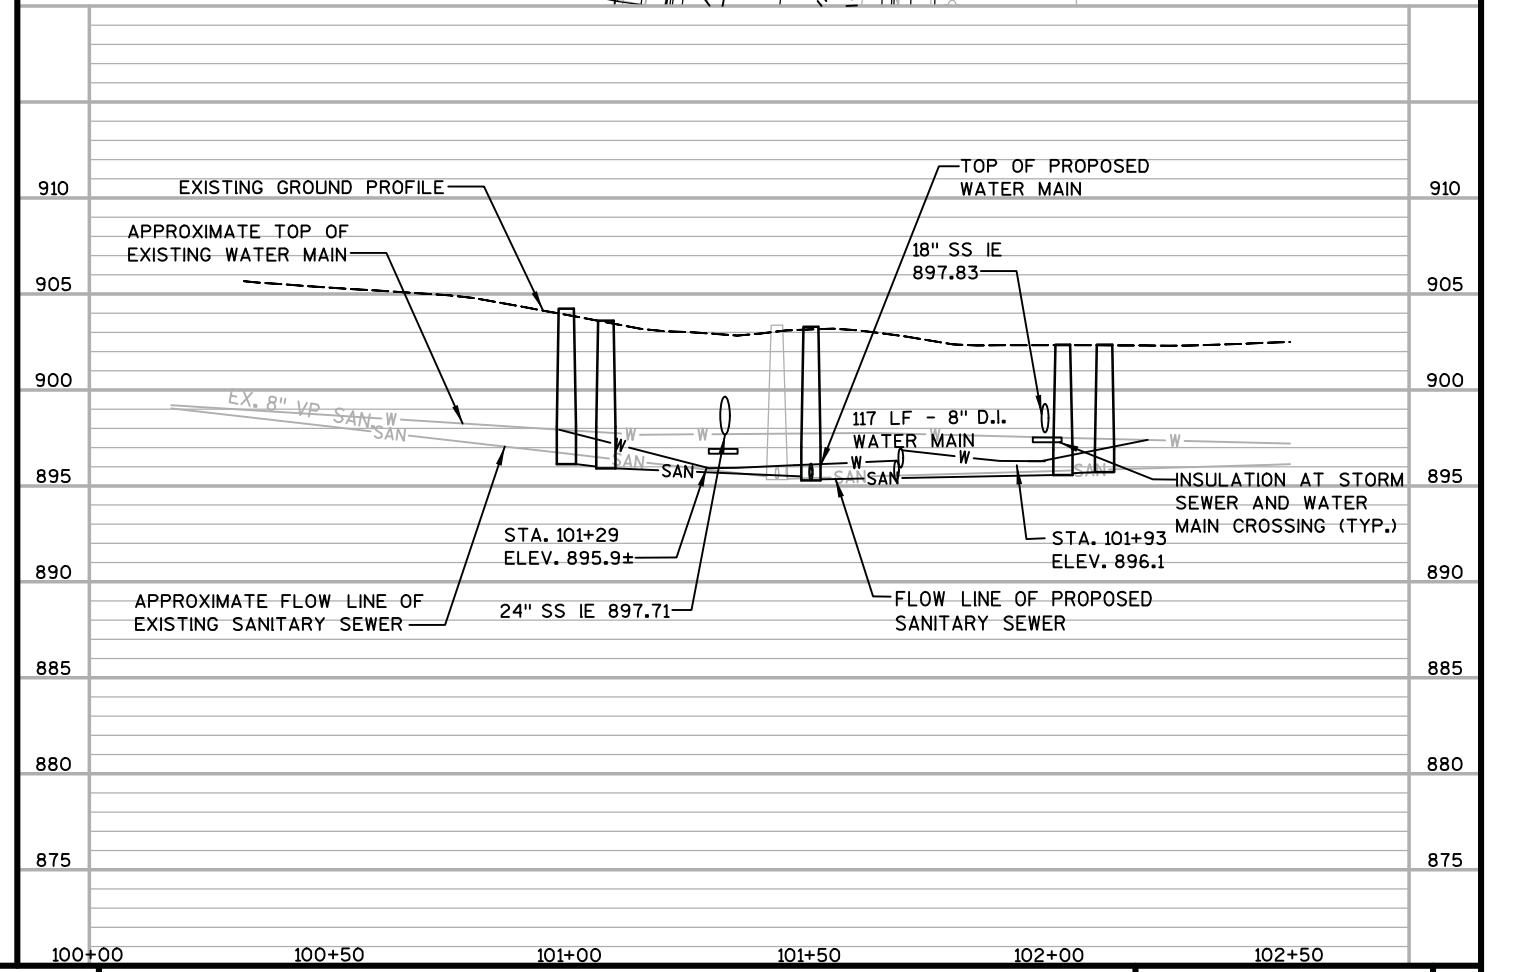 TOP OF PROPOSED
WATER MAIN
910
EXISTING GROUND PROFILE
910
APPROXIMATE TOP OF
EXISTING WATER MAIN
18" SS IE
897.83
905
905
900
900
EX. 8" VP SAN W
SAN
117 LF - 8" D.I.
WATER MAIN
W
W
W
W
W
W
W
SAN
SAN
SAN
SAN
SAN
895
895
INSULATION AT STORM
SEWER AND WATER
MAIN CROSSING (TYP.)
STA. 101+29
ELEV. 895.9±
STA. 101+93
ELEV. 896.1
890
890
APPROXIMATE FLOW LINE OF
EXISTING SANITARY SEWER
24" SS IE 897.71
FLOW LINE OF PROPOSED
SANITARY SEWER
885
885
880
880
875
875
100+00
100+50
101+00
101+50
102+00
102+50